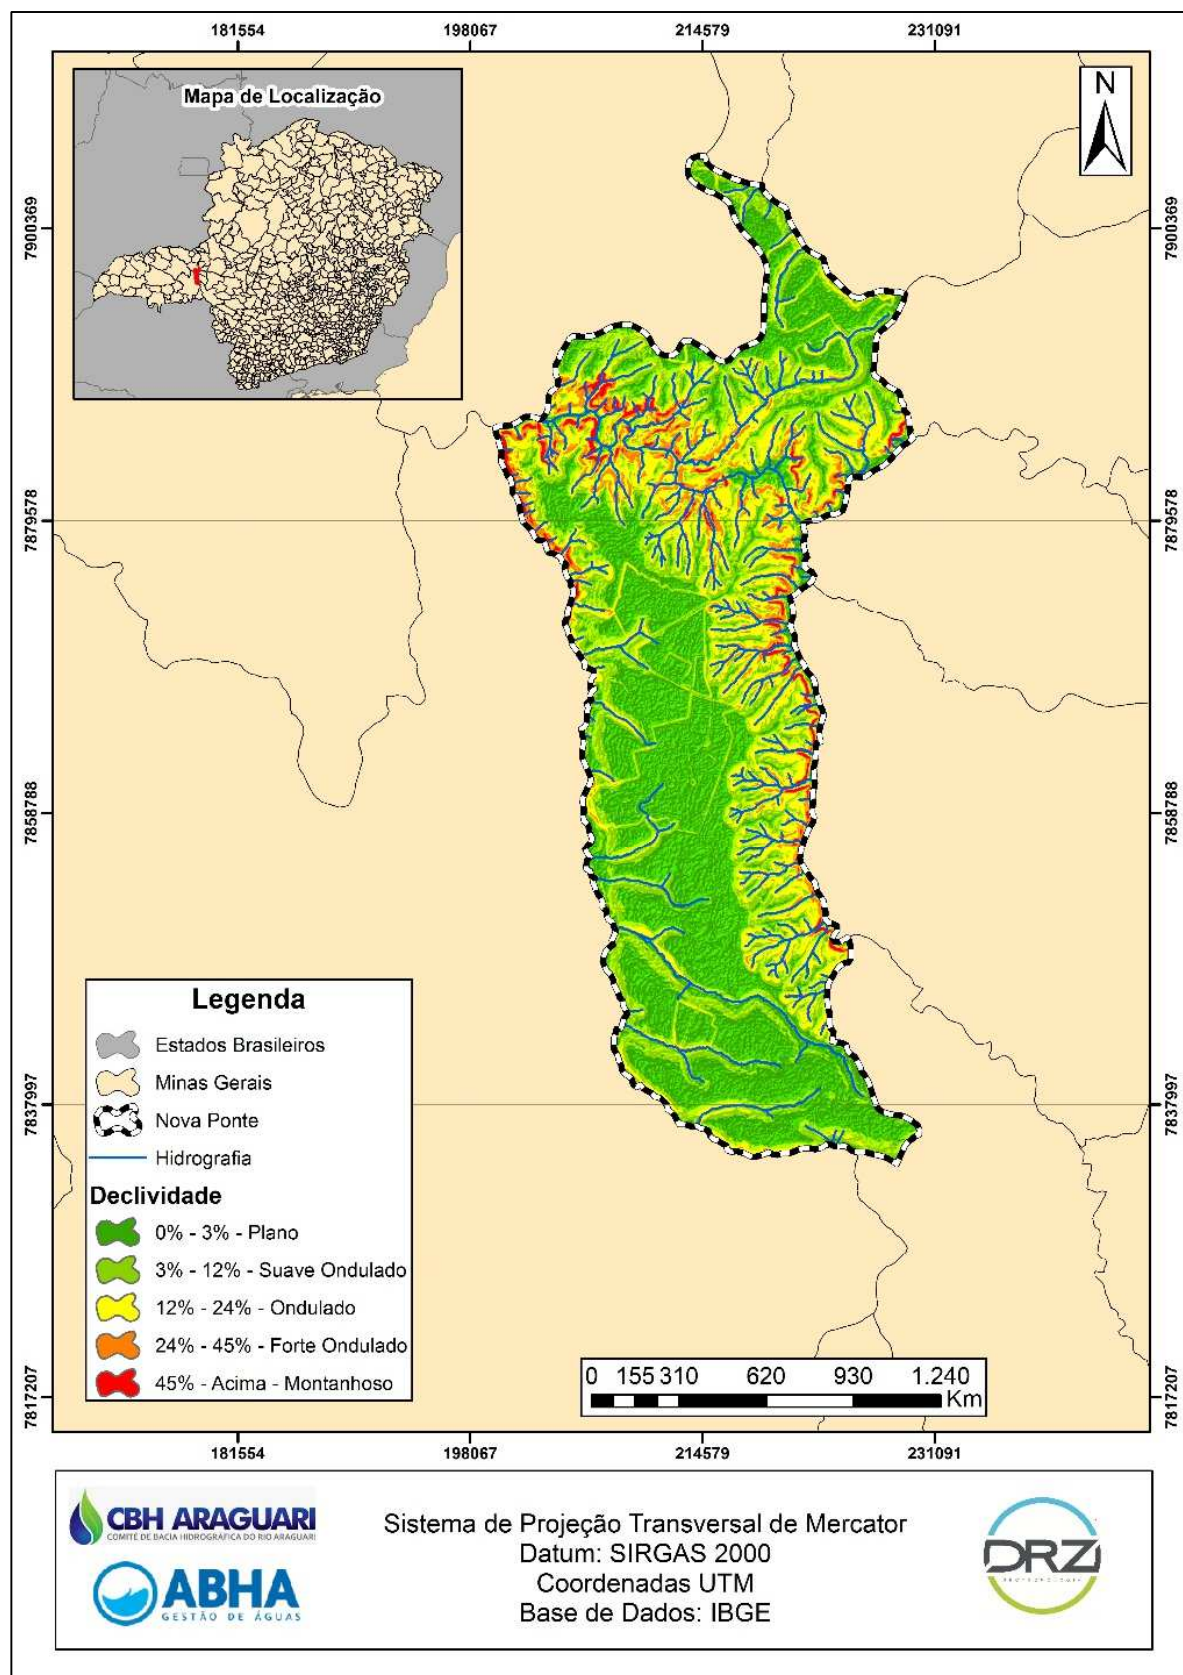 181554 198067 214579 231091
Mapa de Localização
N
7900369 7900369
7879578 7879578
7858788 7858788
7837997 7837997
7817207 7817207
Legenda
Estados Brasileiros
Minas Gerais
Nova Ponte
Hidrografia
Declividade
0% - 3% - Plano
3% - 12% - Suave Ondulado
12% - 24% - Ondulado
24% - 45% - Forte Ondulado
45% - Acima - Montanhoso
0 155 310 620 930 1.240
Km
181554 198067 214579 231091
CBH ARAGUARI
COMITÊ DE BACIA HIDROGRÁFICA DO RIO ARAGUARI
ABHA
GESTÃO DE ÁGUAS
Sistema de Projeção Transversal de Mercator
Datum: SIRGAS 2000
Coordenadas UTM
Base de Dados: IBGE
DRZ